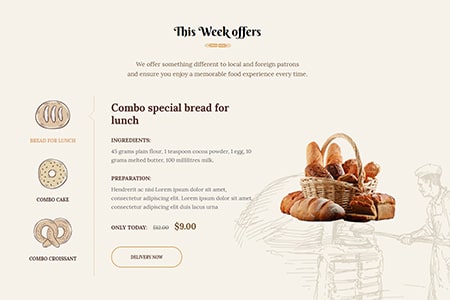 This Week offers
We offer something different to local and foreign patrons
and ensure you enjoy a memorable food experience every time.
BREAD FOR LUNCH
COMBO CAKE
COMBO CROISSANT
Combo special bread for
lunch
INGREDIENTS:
45 grams plain flour, 1 teaspoon cocoa powder, 1 egg, 10
grams melted butter, 100 millilitres milk.
PREPARATION:
Hendrerit ac nisi Lorem ipsum dolor sit amet,
consectetur adipiscing velit. Lorem ipsum dolor sit amet,
consectetur adipiscing elit duis lacus urna
ONLY TODAY: $12.00 $9.00
DELIVERY NOW